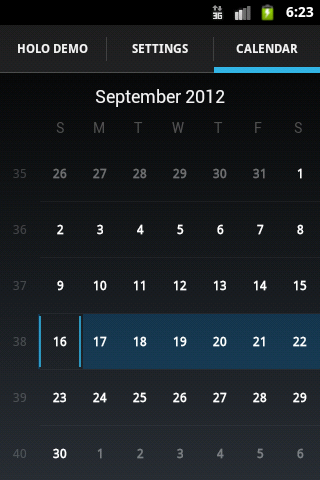 3G 6:23
HOLO DEMO SETTINGS CALENDAR
September 2012
S M T W T F S
35 26 27 28 29 30 31 1
36 2 3 4 5 6 7 8
37 9 10 11 12 13 14 15
38 16 17 18 19 20 21 22
39 23 24 25 26 27 28 29
40 30 1 2 3 4 5 6